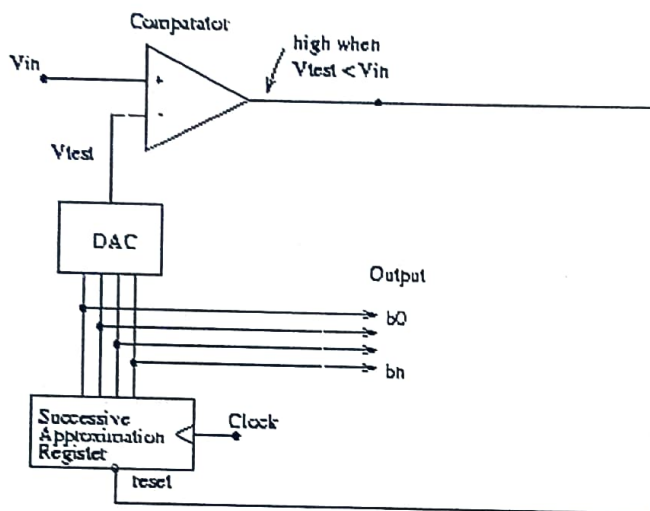 Comparator
high when
Vtest < Vin
Vin
+
-
Vtest
DAC
Output
b0
bn
Successive
Approximation
Register
Clock
reset